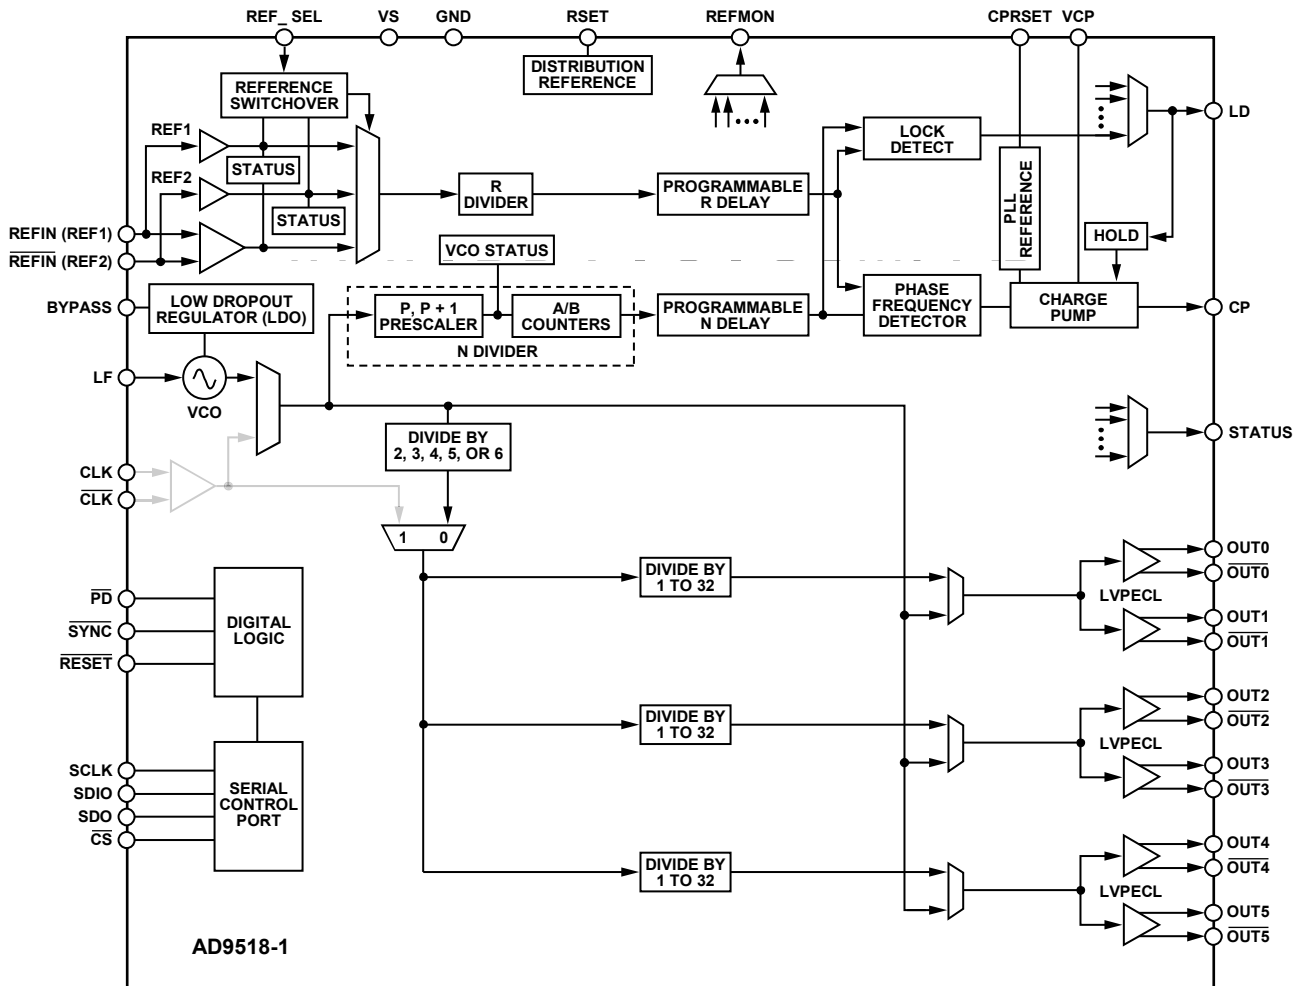 REF_ SEL
VS
GND
RSET
REFMON
CPRSET
VCP
DISTRIBUTION
REFERENCE
REFERENCE
SWITCHOVER
REF1
STATUS
REF2
STATUS
R
DIVIDER
PROGRAMMABLE
R DELAY
LOCK
DETECT
LD
PLL
REFERENCE
HOLD
REFIN (REF1)
REFIN (REF2)
BYPASS
LOW DROPOUT
REGULATOR (LDO)
VCO STATUS
P, P + 1
PRESCALER
A/B
COUNTERS
N DIVIDER
PROGRAMMABLE
N DELAY
PHASE
FREQUENCY
DETECTOR
CHARGE
PUMP
CP
LF
VCO
DIVIDE BY
2, 3, 4, 5, OR 6
STATUS
CLK
CLK
1 0
DIVIDE BY
1 TO 32
LVPECL
OUT0
OUT0
OUT1
OUT1
PD
SYNC
RESET
DIGITAL
LOGIC
DIVIDE BY
1 TO 32
LVPECL
OUT2
OUT2
OUT3
OUT3
SCLK
SDIO
SDO
CS
SERIAL
CONTROL
PORT
DIVIDE BY
1 TO 32
LVPECL
OUT4
OUT4
OUT5
OUT5
AD9518-1